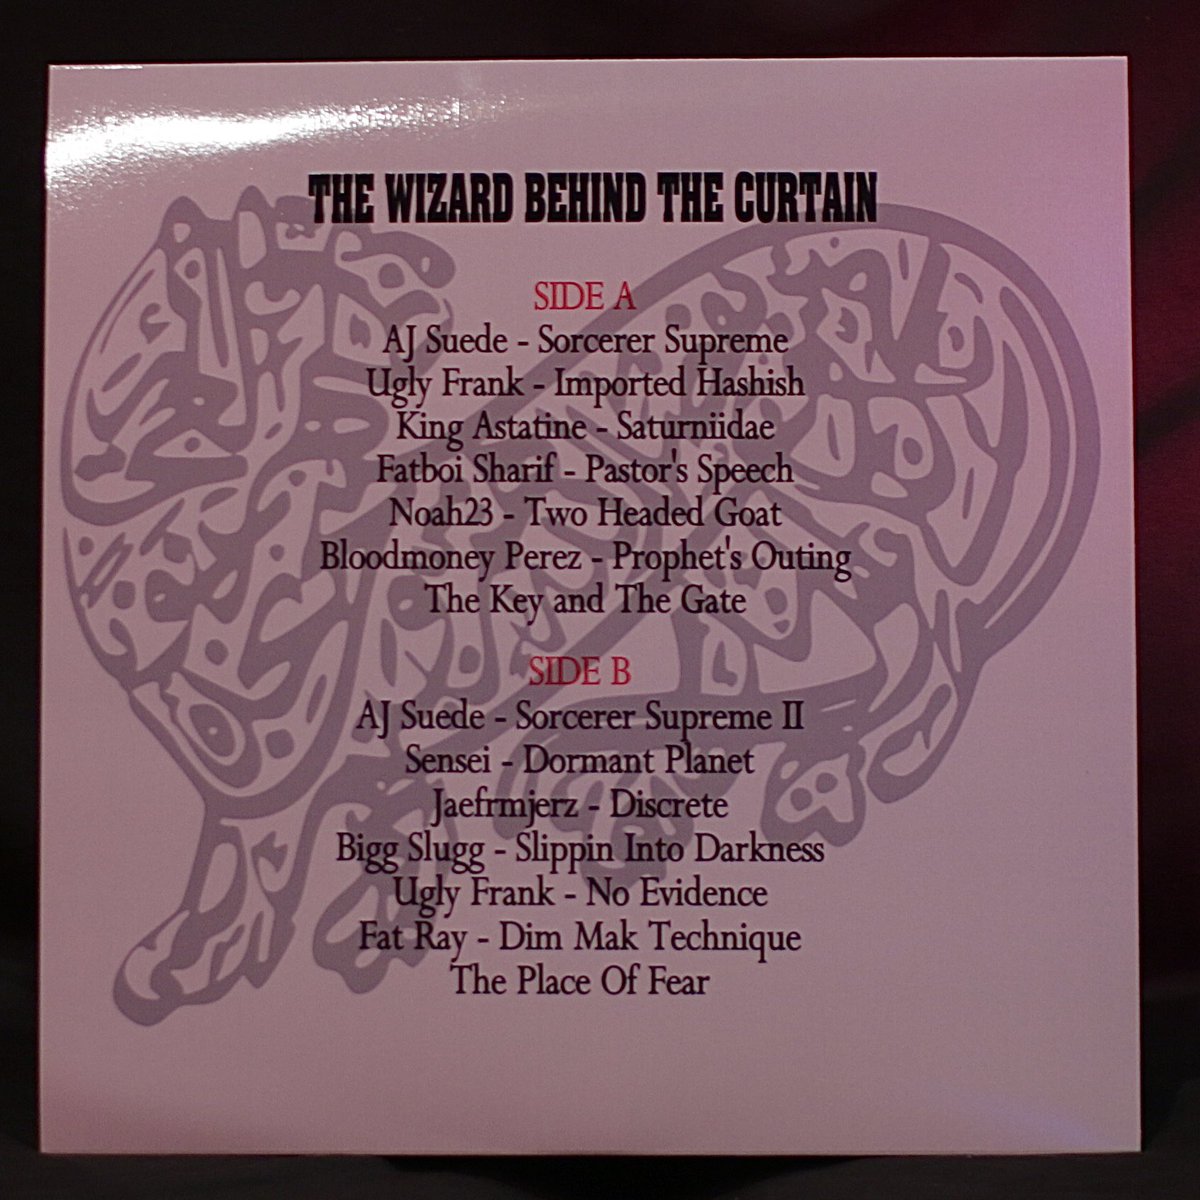 THE WIZARD BEHIND THE CURTAIN
SIDE A
AJ Suede - Sorcerer Supreme
Ugly Frank - Imported Hashish
King Astatine - Saturniidae
Fatboi Sharif - Pastor's Speech
Noah23 - Two Headed Goat
Bloodmoney Perez - Prophet's Outing
The Key and The Gate
SIDE B
AJ Suede - Sorcerer Supreme II
Sensei - Dormant Planet
Jaefrmjerz - Discrete
Bigg Slugg - Slippin Into Darkness
Ugly Frank - No Evidence
Fat Ray - Dim Mak Technique
The Place Of Fear